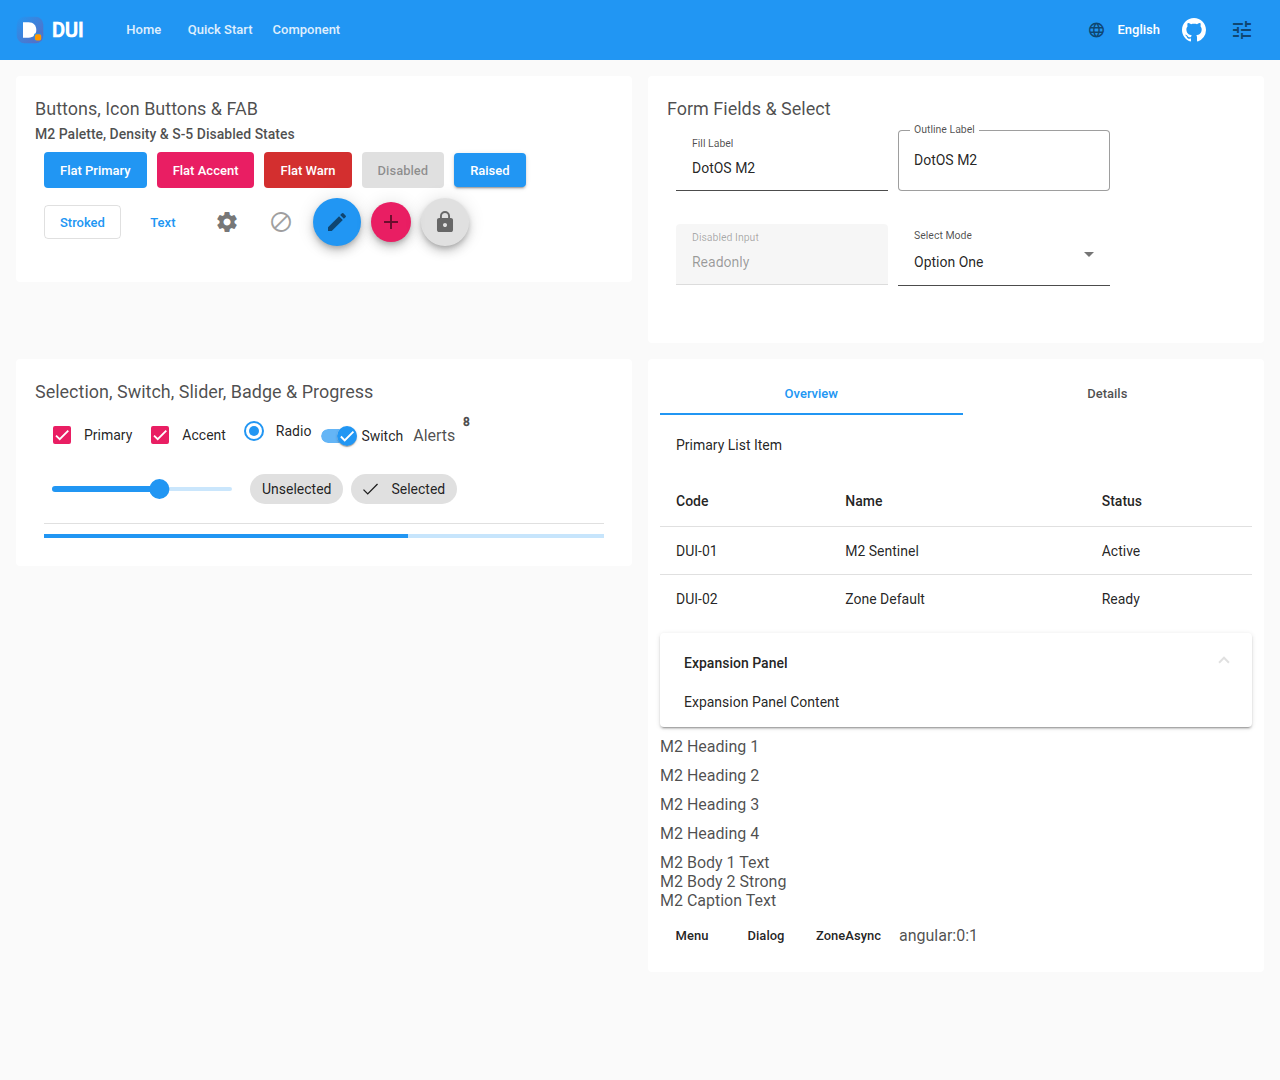 DUI
Home
Quick Start
Component
English
Buttons, Icon Buttons & FAB
M2 Palette, Density & S-5 Disabled States
Flat Primary
Flat Accent
Flat Warn
Disabled
Raised
Stroked
Text
Form Fields & Select
Fill Label
DotOS M2
Outline Label
DotOS M2
Disabled Input
Readonly
Select Mode
Option One
Selection, Switch, Slider, Badge & Progress
Primary
Accent
Radio
Switch
Alerts
8
Unselected
Selected
Overview
Details
Primary List Item
Code Name Status
DUI-01 M2 Sentinel Active
DUI-02 Zone Default Ready
Expansion Panel
Expansion Panel Content
M2 Heading 1
M2 Heading 2
M2 Heading 3
M2 Heading 4
M2 Body 1 Text
M2 Body 2 Strong
M2 Caption Text
Menu
Dialog
ZoneAsync
angular:0:1